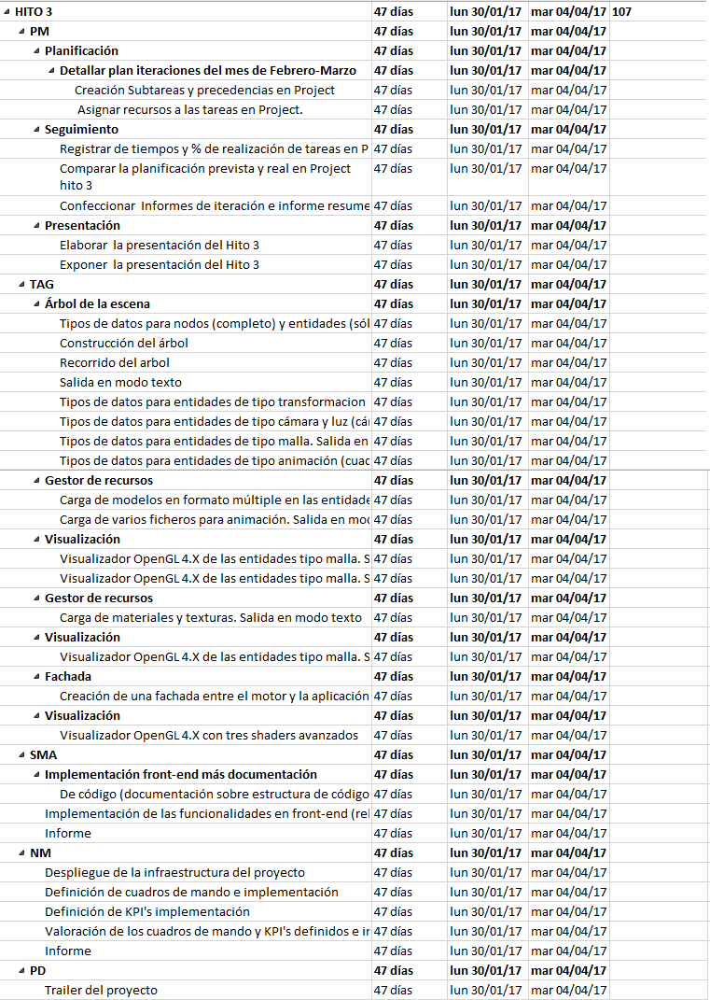 HITO 3 47 días lun 30/01/17 mar 04/04/17 107
PM 47 días lun 30/01/17 mar 04/04/17
Planificación 47 días lun 30/01/17 mar 04/04/17
Detallar plan iteraciones del mes de Febrero-Marzo 47 días lun 30/01/17 mar 04/04/17
Creación Subtareas y precedencias en Project 47 días lun 30/01/17 mar 04/04/17
Asignar recursos a las tareas en Project. 47 días lun 30/01/17 mar 04/04/17
Seguimiento 47 días lun 30/01/17 mar 04/04/17
Registrar de tiempos y % de realización de tareas en P 47 días lun 30/01/17 mar 04/04/17
Comparar la planificación prevista y real en Project 47 días lun 30/01/17 mar 04/04/17
hito 3
Confeccionar Informes de iteración e informe resume 47 días lun 30/01/17 mar 04/04/17
Presentación 47 días lun 30/01/17 mar 04/04/17
Elaborar la presentación del Hito 3 47 días lun 30/01/17 mar 04/04/17
Exponer la presentación del Hito 3 47 días lun 30/01/17 mar 04/04/17
TAG 47 días lun 30/01/17 mar 04/04/17
Árbol de la escena 47 días lun 30/01/17 mar 04/04/17
Tipos de datos para nodos (completo) y entidades (sól 47 días lun 30/01/17 mar 04/04/17
Construcción del árbol 47 días lun 30/01/17 mar 04/04/17
Recorrido del arbol 47 días lun 30/01/17 mar 04/04/17
Salida en modo texto 47 días lun 30/01/17 mar 04/04/17
Tipos de datos para entidades de tipo transformacion 47 días lun 30/01/17 mar 04/04/17
Tipos de datos para entidades de tipo cámara y luz (cá 47 días lun 30/01/17 mar 04/04/17
Tipos de datos para entidades de tipo malla. Salida en 47 días lun 30/01/17 mar 04/04/17
Tipos de datos para entidades de tipo animación (cuac 47 días lun 30/01/17 mar 04/04/17
Gestor de recursos 47 días lun 30/01/17 mar 04/04/17
Carga de modelos en formato múltiple en las entidade 47 días lun 30/01/17 mar 04/04/17
Carga de varios ficheros para animación. Salida en mo 47 días lun 30/01/17 mar 04/04/17
Visualización 47 días lun 30/01/17 mar 04/04/17
Visualizador OpenGL 4.X de las entidades tipo malla. S 47 días lun 30/01/17 mar 04/04/17
Visualizador OpenGL 4.X de las entidades tipo malla. S 47 días lun 30/01/17 mar 04/04/17
Gestor de recursos 47 días lun 30/01/17 mar 04/04/17
Carga de materiales y texturas. Salida en modo texto 47 días lun 30/01/17 mar 04/04/17
Visualización 47 días lun 30/01/17 mar 04/04/17
Visualizador OpenGL 4.X de las entidades tipo malla. S 47 días lun 30/01/17 mar 04/04/17
Fachada 47 días lun 30/01/17 mar 04/04/17
Creación de una fachada entre el motor y la aplicación 47 días lun 30/01/17 mar 04/04/17
Visualización 47 días lun 30/01/17 mar 04/04/17
Visualizador OpenGL 4.X con tres shaders avanzados 47 días lun 30/01/17 mar 04/04/17
SMA 47 días lun 30/01/17 mar 04/04/17
Implementación front-end más documentación 47 días lun 30/01/17 mar 04/04/17
De código (documentación sobre estructura de código 47 días lun 30/01/17 mar 04/04/17
Implementación de las funcionalidades en front-end (rel 47 días lun 30/01/17 mar 04/04/17
Informe 47 días lun 30/01/17 mar 04/04/17
NM 47 días lun 30/01/17 mar 04/04/17
Despliegue de la infraestructura del proyecto 47 días lun 30/01/17 mar 04/04/17
Definición de cuadros de mando e implementación 47 días lun 30/01/17 mar 04/04/17
Definición de KPI's implementación 47 días lun 30/01/17 mar 04/04/17
Valoración de los cuadros de mando y KPI's definidos e ir 47 días lun 30/01/17 mar 04/04/17
Informe 47 días lun 30/01/17 mar 04/04/17
PD 47 días lun 30/01/17 mar 04/04/17
Trailer del proyecto 47 días lun 30/01/17 mar 04/04/17